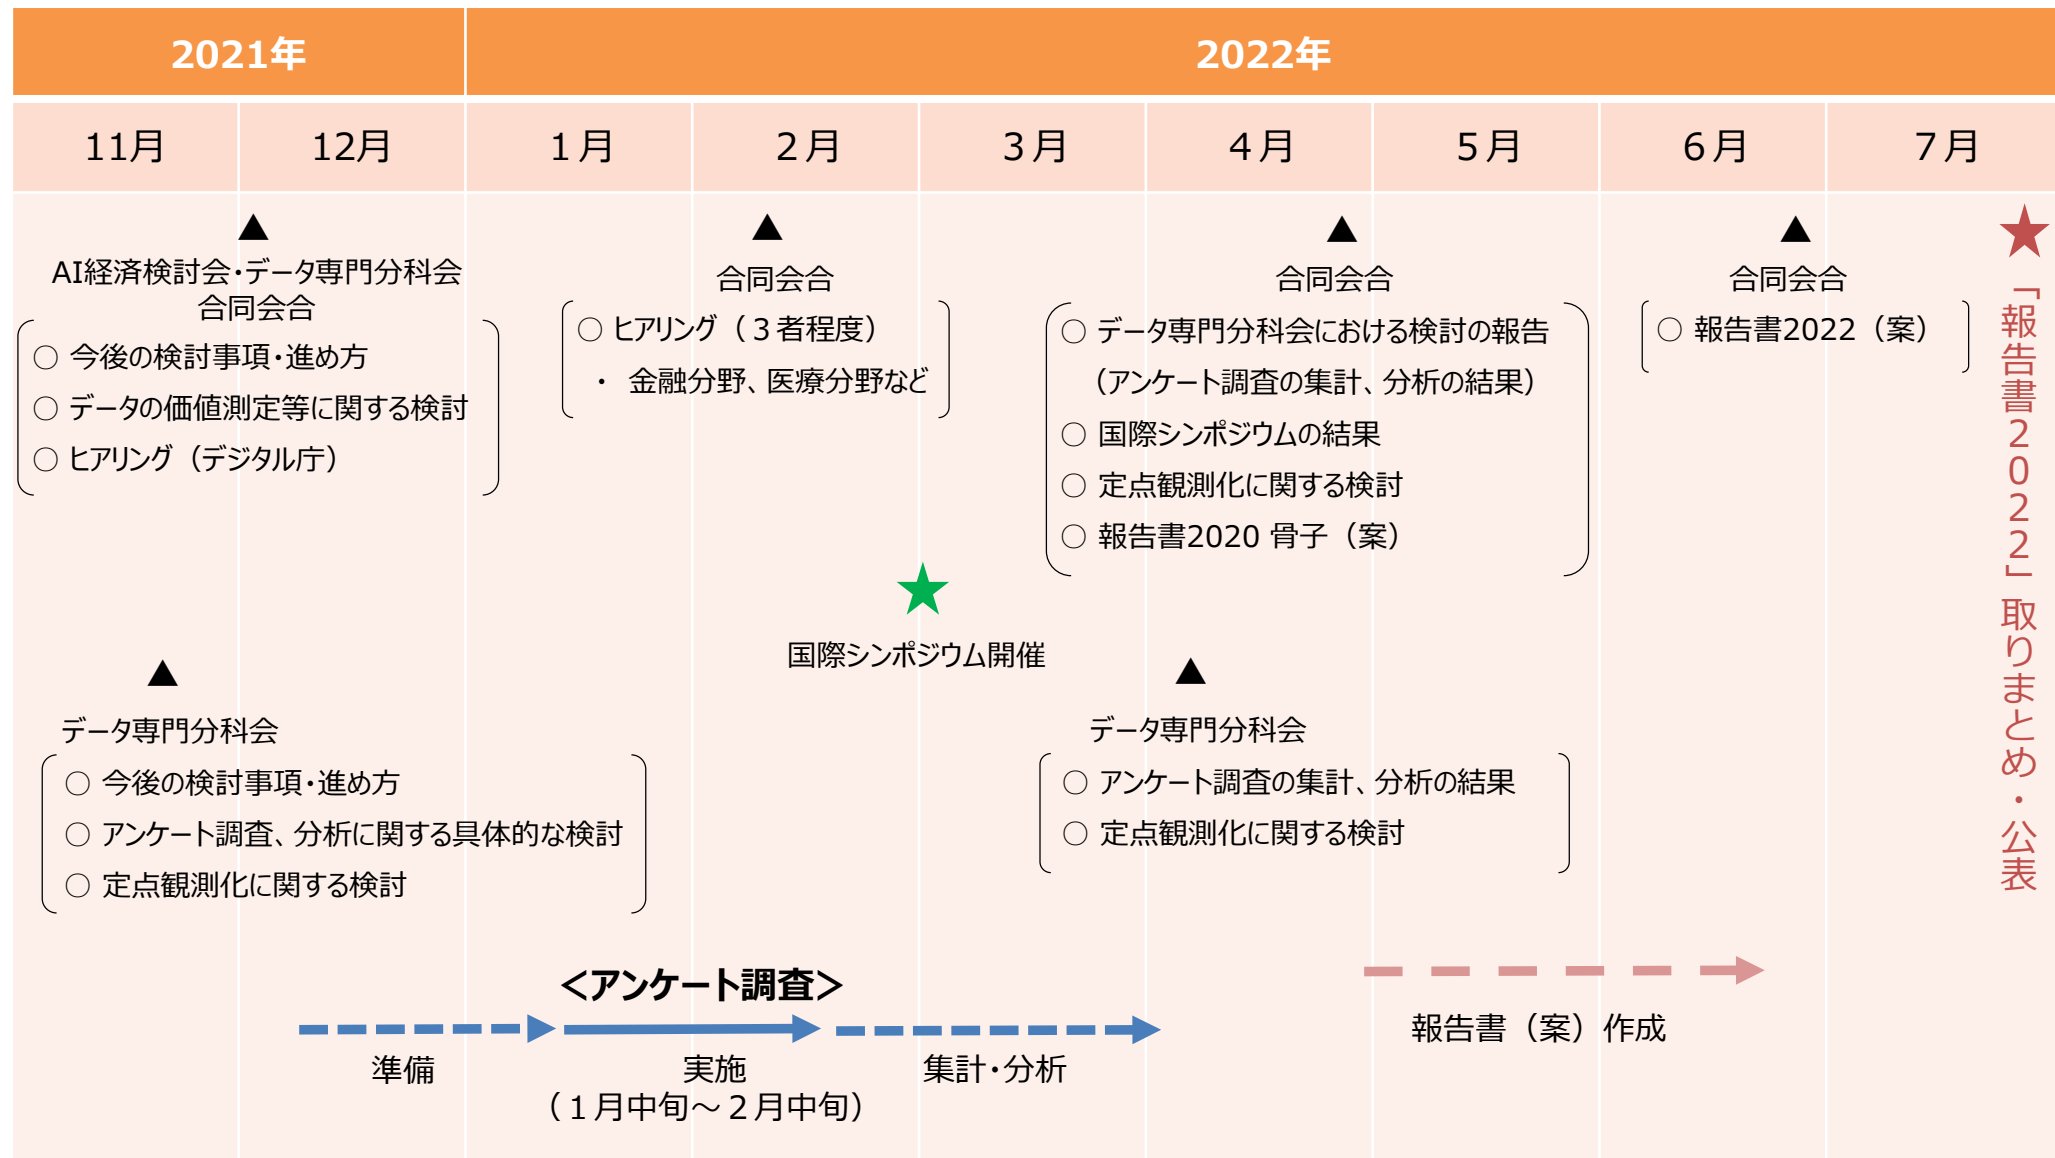 2021年
2022年
11月
12月
１月
２月
３月
４月
５月
６月
７月
▲
AI経済検討会・データ専門分科会
合同会合
○ 今後の検討事項・進め方
○ データの価値測定等に関する検討
○ ヒアリング（デジタル庁）
▲
合同会合
○ ヒアリング（３者程度）
・ 金融分野、医療分野など
▲
合同会合
○ データ専門分科会における検討の報告
（アンケート調査の集計、分析の結果）
○ 国際シンポジウムの結果
○ 定点観測化に関する検討
○ 報告書2020 骨子（案）
▲
合同会合
○ 報告書2022（案）
★
「報告書２０２２」取りまとめ・公表
★
国際シンポジウム開催
▲
データ専門分科会
○ 今後の検討事項・進め方
○ アンケート調査、分析に関する具体的な検討
○ 定点観測化に関する検討
▲
データ専門分科会
○ アンケート調査の集計、分析の結果
○ 定点観測化に関する検討
＜アンケート調査＞
準備
実施
（１月中旬～２月中旬）
集計・分析
報告書（案）作成